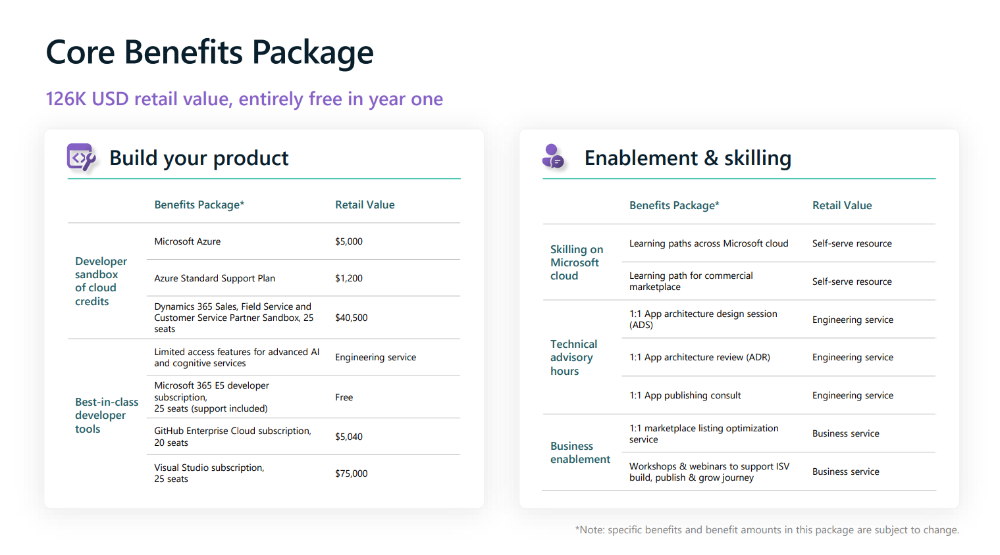 Core Benefits Package
126K USD retail value, entirely free in year one
Build your product
Benefits Package*
Retail Value
Developer
sandbox
of cloud
credits
Microsoft Azure
$5,000
Azure Standard Support Plan
$1,200
Dynamics 365 Sales, Field Service and
Customer Service Partner Sandbox, 25
seats
$40,500
Best-in-class
developer
tools
Limited access features for advanced AI
and cognitive services
Engineering service
Microsoft 365 E5 developer
subscription,
25 seats (support included)
Free
GitHub Enterprise Cloud subscription,
20 seats
$5,040
Visual Studio subscription,
25 seats
$75,000
Enablement & skilling
Benefits Package*
Retail Value
Skilling on
Microsoft
cloud
Learning paths across Microsoft cloud
Self-serve resource
Learning path for commercial
marketplace
Self-serve resource
Technical
advisory
hours
1:1 App architecture design session
(ADS)
Engineering service
1:1 App architecture review (ADR)
Engineering service
1:1 App publishing consult
Engineering service
Business
enablement
1:1 marketplace listing optimization
service
Business service
Workshops & webinars to support ISV
build, publish & grow journey
Business service
*Note: specific benefits and benefit amounts in this package are subject to change.